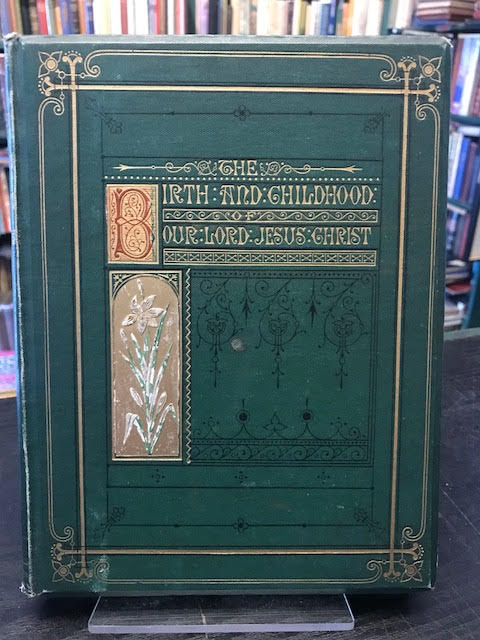 THE
BIRTH : AND : CHILDHOOD :
OF
OUR : LORD : JESUS : CHRIST